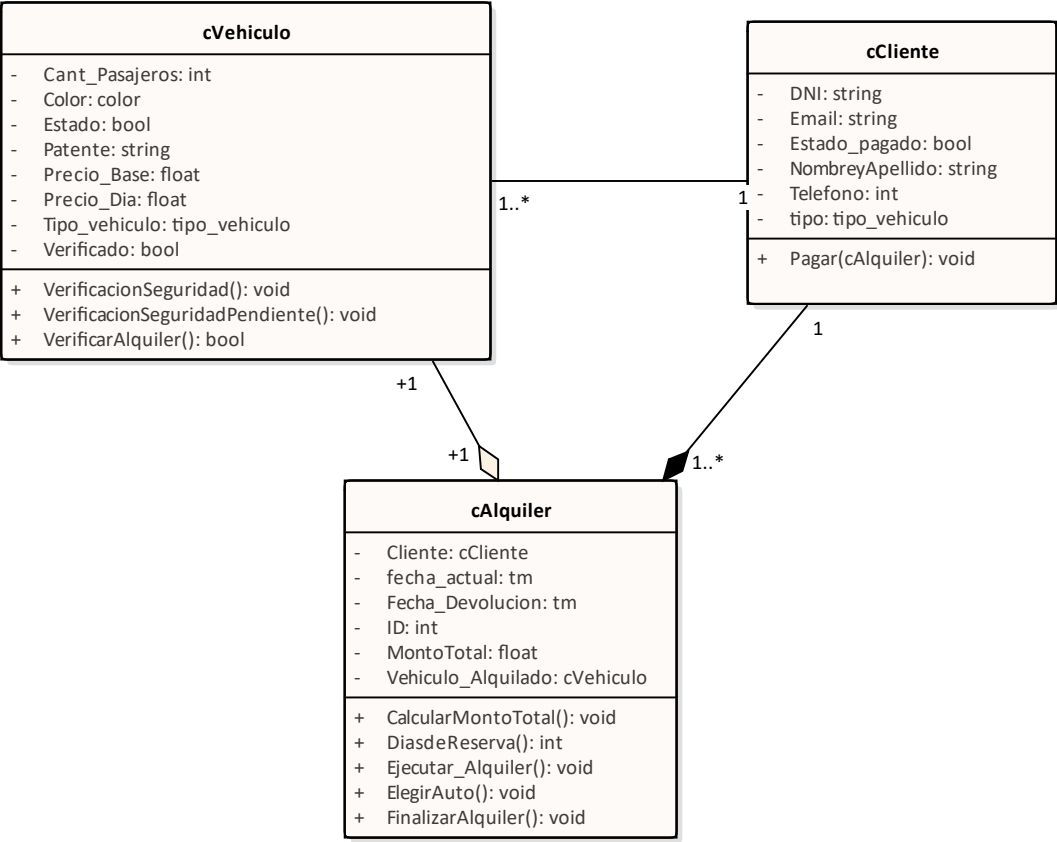 cVehiculo
- Cant_Pasajeros: int
- Color: color
- Estado: bool
- Patente: string
- Precio_Base: float
- Precio_Dia: float
- Tipo_vehiculo: tipo_vehiculo
- Verificado: bool
+ VerificacionSeguridad(): void
+ VerificacionSeguridadPendiente(): void
+ VerificarAlquiler(): bool
cCliente
- DNI: string
- Email: string
- Estado_pagado: bool
- NombreyApellido: string
- Telefono: int
- tipo: tipo_vehiculo
+ Pagar(cAlquiler): void
1..*
1
+1
1
+1
1..*
cAlquiler
- Cliente: cCliente
- fecha_actual: tm
- Fecha_Devolucion: tm
- ID: int
- MontoTotal: float
- Vehiculo_Alquilado: cVehiculo
+ CalcularMontoTotal(): void
+ DiasdeReserva(): int
+ Ejecutar_Alquiler(): void
+ ElegirAuto(): void
+ FinalizarAlquiler(): void